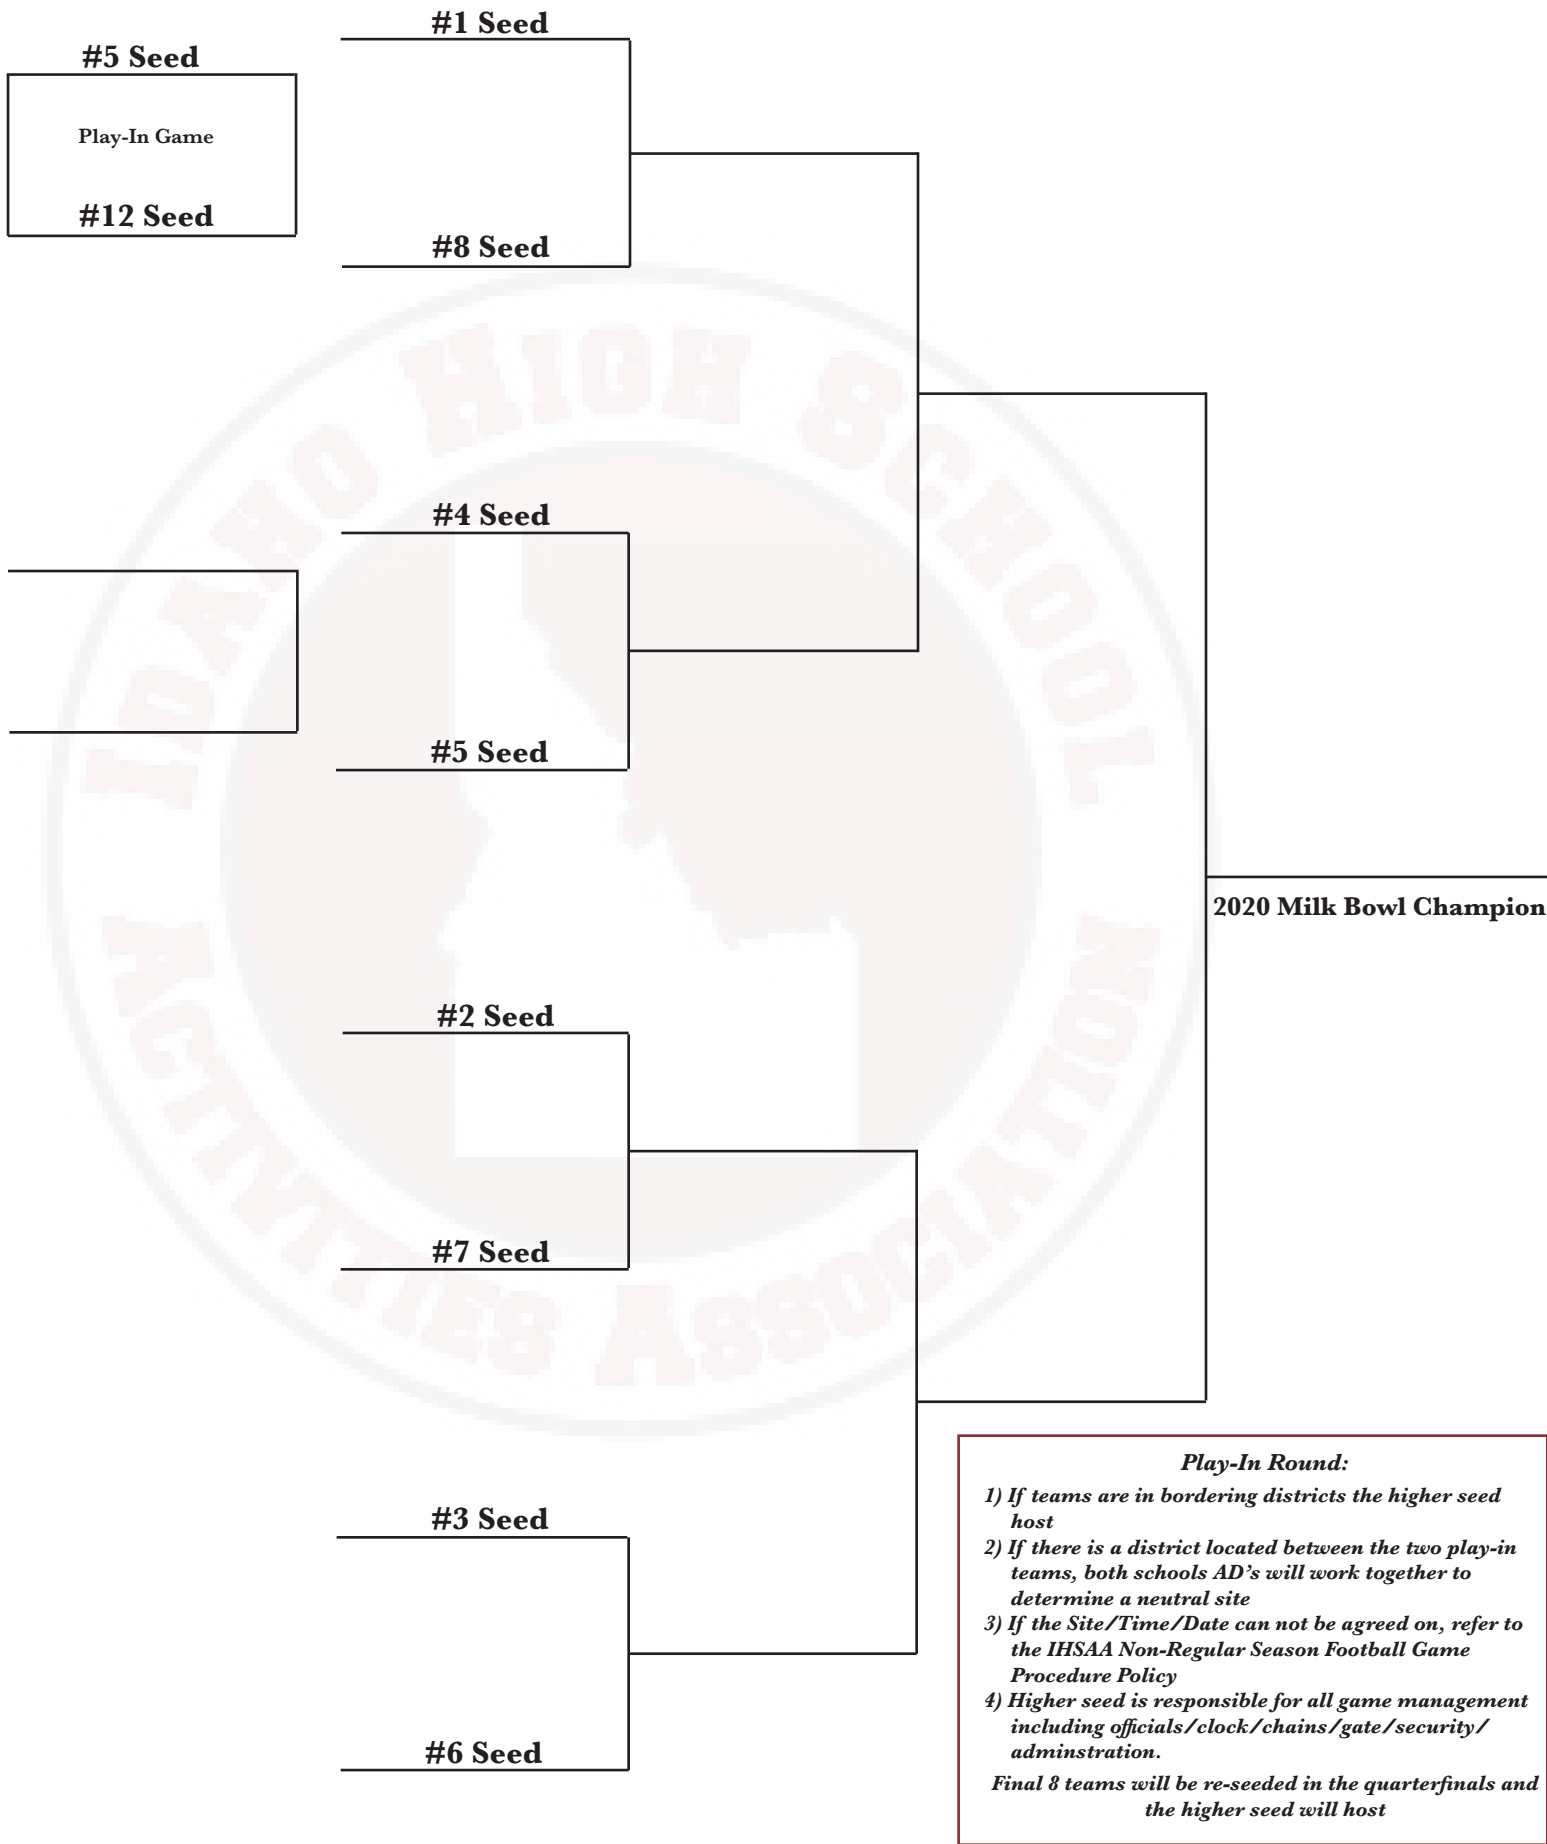 #1 Seed
#5 Seed
Play-In Game
#12 Seed
#8 Seed
IDAHO HIGH SCHOOL
ACTIVITIES ASSOCIATION
#4 Seed
#5 Seed
2020 Milk Bowl Champion
#2 Seed
#7 Seed
#3 Seed
#6 Seed
Play-In Round:
1) If teams are in bordering districts the higher seed
host
2) If there is a district located between the two play-in
teams, both schools AD's will work together to
determine a neutral site
3) If the Site/Time/Date can not be agreed on, refer to
the IHSAA Non-Regular Season Football Game
Procedure Policy
4) Higher seed is responsible for all game management
including officials/clock/chains/gate/security/
adminstration.
Final 8 teams will be re-seeded in the quarterfinals and
the higher seed will host